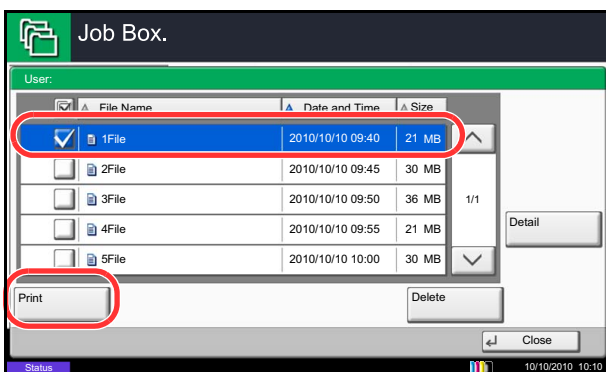 Job Box.
User:
File Name Date and Time Size
1File 2010/10/10 09:40 21 MB
2File 2010/10/10 09:45 30 MB
3File 2010/10/10 09:50 36 MB 1/1
4File 2010/10/10 09:55 21 MB
Detail
5File 2010/10/10 10:00 30 MB
Print Delete
Close
Status 10/10/2010 10:10